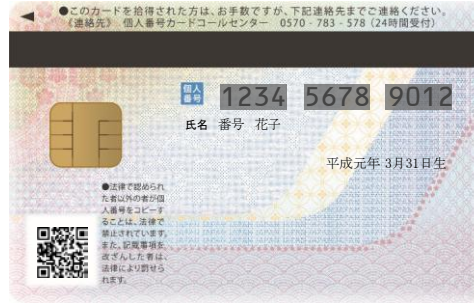 ●このカードを拾得された方は、お手数ですが、下記連絡先までご連絡ください。
《連絡先》 個人番号カードコールセンター 0570-783-578(24時間受付)
個人
番号
1234 5678 9012
氏名 番号 花子
平成元年 3月31日生
●法律で認められ
た者以外の者が個
人番号をコピーす
ることは、法律で
禁止されています。
また、記載事項を
改ざんした者は、
法律により罰せら
れます。